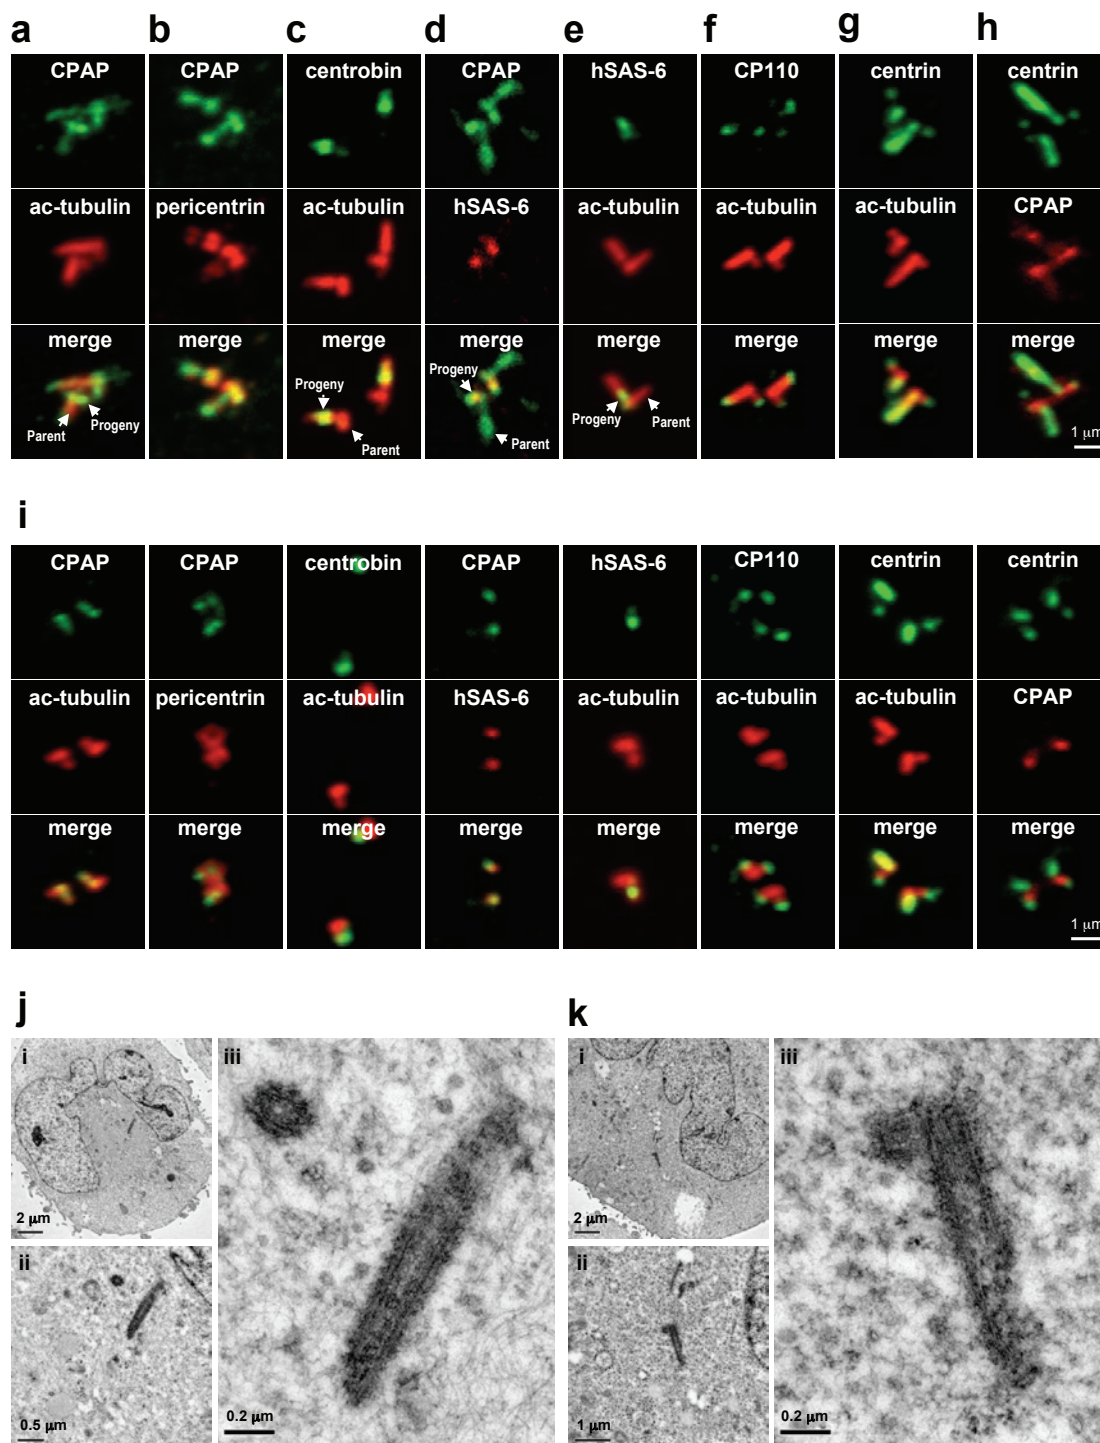 a b c d e f g h
CPAP CPAP centrobin CPAP hSAS-6 CP110 centrin centrin
ac-tubulin pericentrin ac-tubulin hSAS-6 ac-tubulin ac-tubulin ac-tubulin CPAP
merge merge merge merge merge merge merge merge
Parent Progeny Progeny Parent Progeny Parent Progeny Parent 1 μm
i
CPAP CPAP centrobin CPAP hSAS-6 CP110 centrin centrin
ac-tubulin pericentrin ac-tubulin hSAS-6 ac-tubulin ac-tubulin ac-tubulin CPAP
merge merge merge merge merge merge merge merge
1 μm
j k
i iii i iii
2 μm 2 μm
ii ii
0.5 μm 0.2 μm 1 μm 0.2 μm